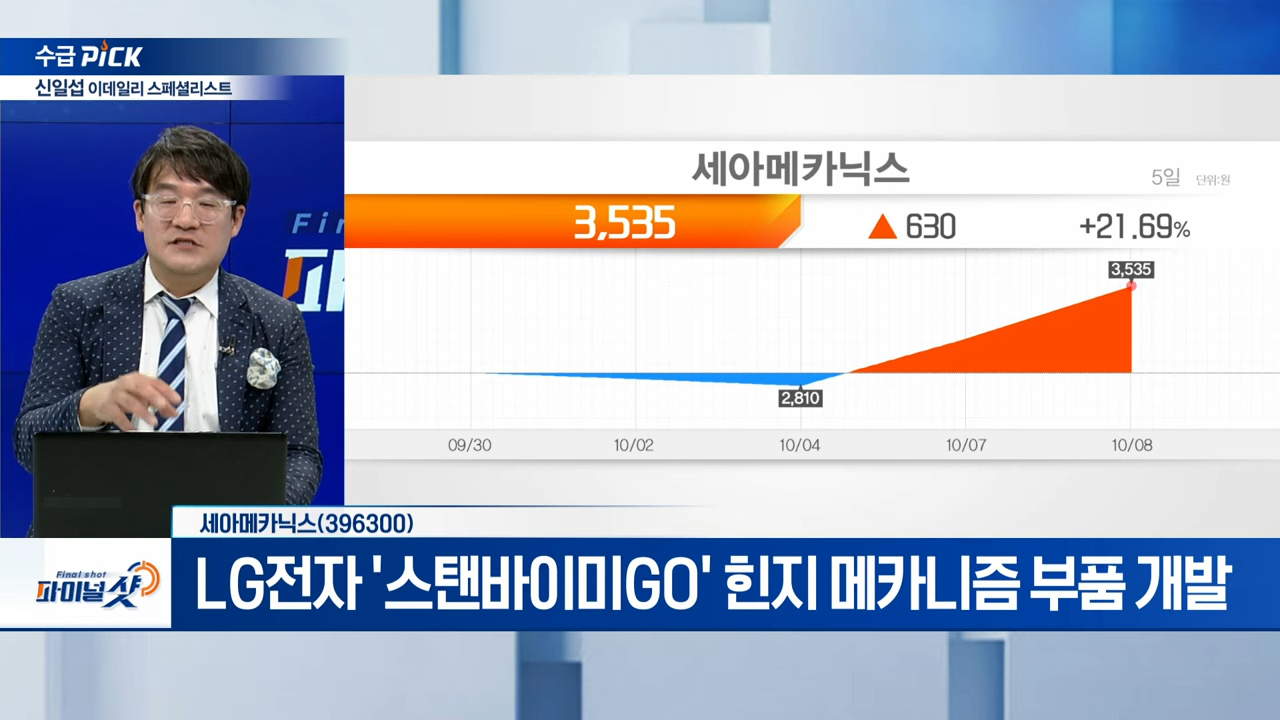 수급 PiCK
신일섭 이데일리 스페셜리스트
Fin
파
세아메카닉스
5일 단위:원
3,535 ▲ 630 +21.69%
3,535
2,810
09/30 10/02 10/04 10/07 10/08
세아메카닉스(396300)
Final shot
파이널샷
LG전자 '스탠바이미GO' 힌지 메카니즘 부품 개발